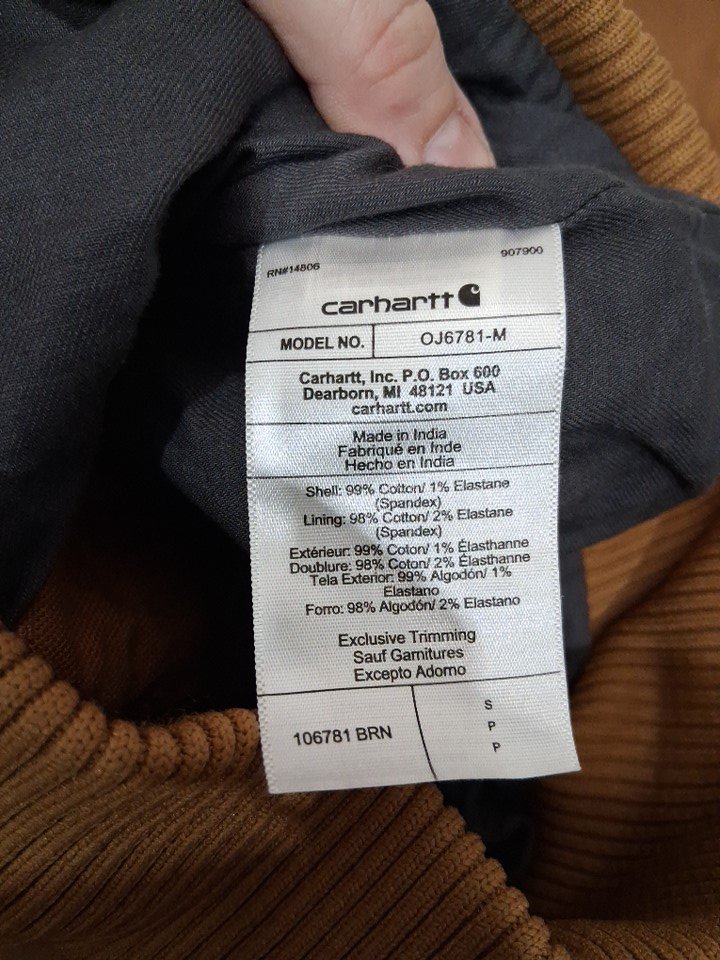 RN#14806 907900
carhartt
MODEL NO. OJ6781-M
Carhartt, Inc. P.O. Box 600
Dearborn, MI 48121 USA
carhartt.com
Made in India
Fabriqué en Inde
Hecho en India
Shell: 99% Cotton/ 1% Elastane
(Spandex)
Lining: 98% Cotton/ 2% Elastane
(Spandex)
Extérieur: 99% Coton/ 1% Élasthanne
Doublure: 98% Coton/ 2% Élasthanne
Tela Exterior: 99% Algodón/ 1%
Elastano
Forro: 98% Algodón/ 2% Elastano
Exclusive Trimming
Sauf Garnitures
Excepto Adorno
106781 BRN
S
P
P